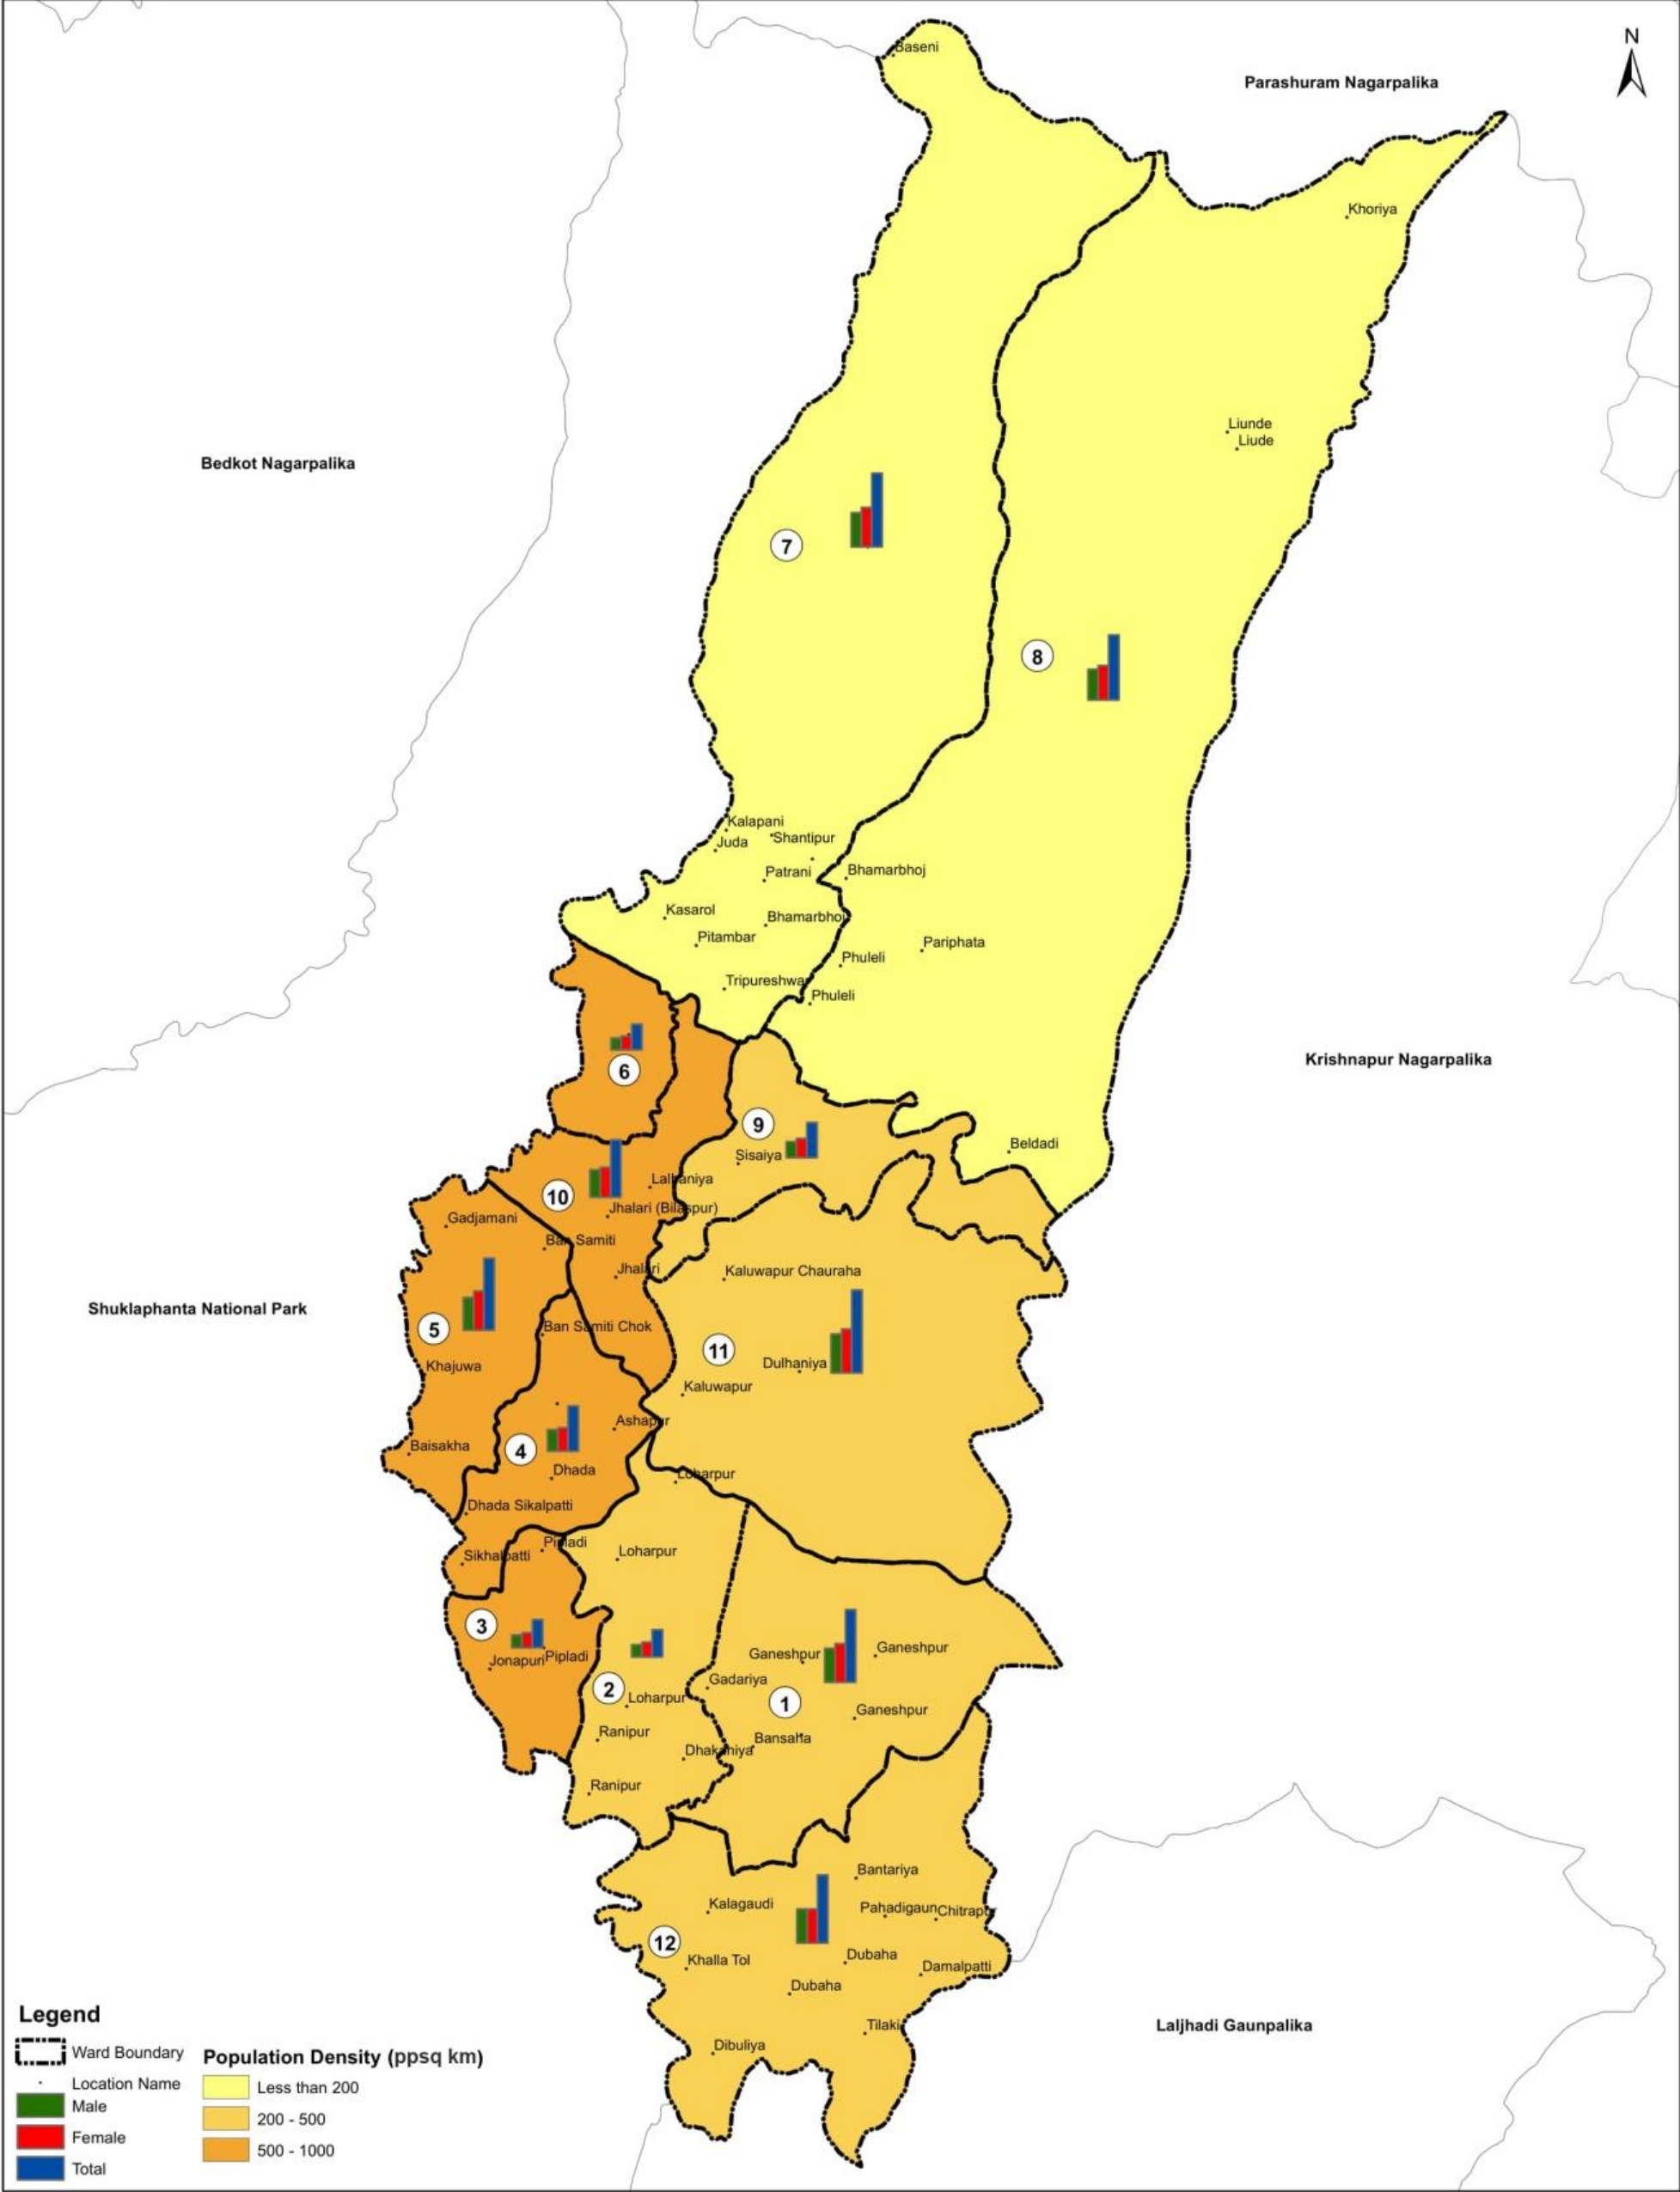 N
Baseni
Parashuram Nagarpalika
Khoriya
Liunde
Liude
Bedkot Nagarpalika
7
8
Kalapani
Shantipur
Juda
Patrani
Bhamarbhoj
Kasarol
Bhamarbhoj
Pitambar
Pariphata
Phuleli
Tripureshwar
Phuleli
Krishnapur Nagarpalika
6
9
Beldadi
Sisaiya
Lalhaniya
10
Jhalari (Bilaspur)
Gadjamani
Ban Samiti
Jhalari
Kaluwapur Chauraha
Shuklaphanta National Park
5
Ban Samiti Chok
11
Khajuwa
Dulhaniya
Kaluwapur
Ashapur
Baisakha
4
Dhada
Loharpur
Dhada Sikalpatti
Pipladi
Loharpur
Sikhalpatti
3
Ganeshpur
Ganeshpur
Jonapuri
Pipladi
Gadariya
2
Loharpur
1
Ganeshpur
Ranipur
Bansaha
Dhakaniya
Ranipur
Bantariya
Kalagaudi
Pahadigaun
Chitrapur
12
Dubaha
Khalla Tol
Damalpatti
Dubaha
Tilaki
Laljhadi Gaunpalika
Dibuliya
Legend
Ward Boundary
Location Name
Male
Female
Total
Population Density (ppsq km)
Less than 200
200 - 500
500 - 1000